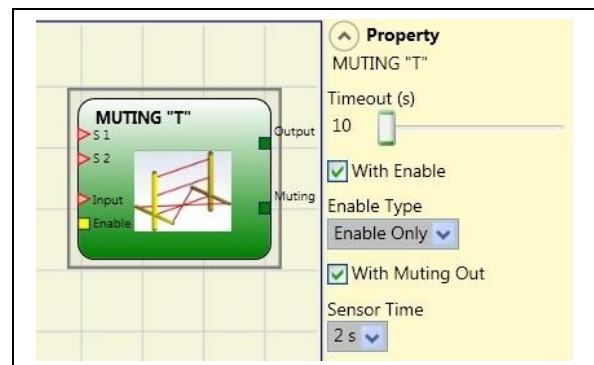 MUTING "T"
S 1
S 2
Input
Enable
Output
Muting
Property
MUTING "T"
Timeout (s)
10
With Enable
Enable Type
Enable Only
With Muting Out
Sensor Time
2 s